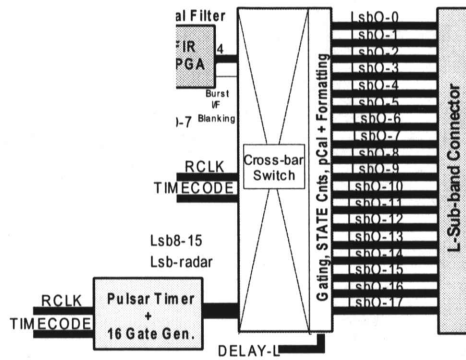 al Filter
FIR
PGA
4
Burst
I/F
Blanking
0-7
RCLK
TIMECODE
Cross-bar
Switch
Lsb8-15
Lsb-radar
RCLK
TIMECODE
Pulsar Timer
+
16 Gate Gen.
DELAY-L
Gating, STATE Cnts, pCal + Formatting
LsbO-0
LsbO-1
LsbO-2
LsbO-3
LsbO-4
LsbO-5
LsbO-6
LsbO-7
LsbO-8
LsbO-9
LsbO-10
LsbO-11
LsbO-12
LsbO-13
LsbO-14
LsbO-15
LsbO-16
LsbO-17
L-Sub-band Connector